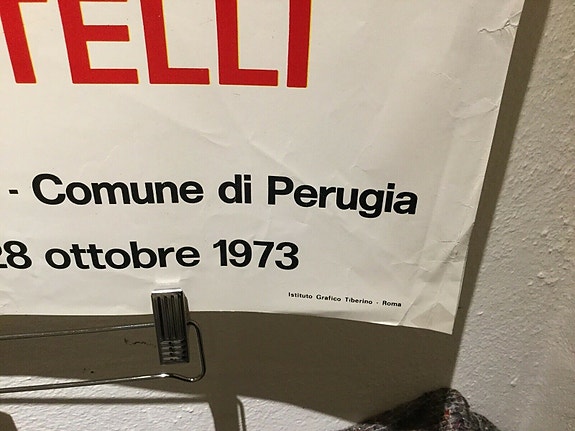 TELLI
- Comune di Perugia
28 ottobre 1973
Istituto Grafico Tiberino - Roma